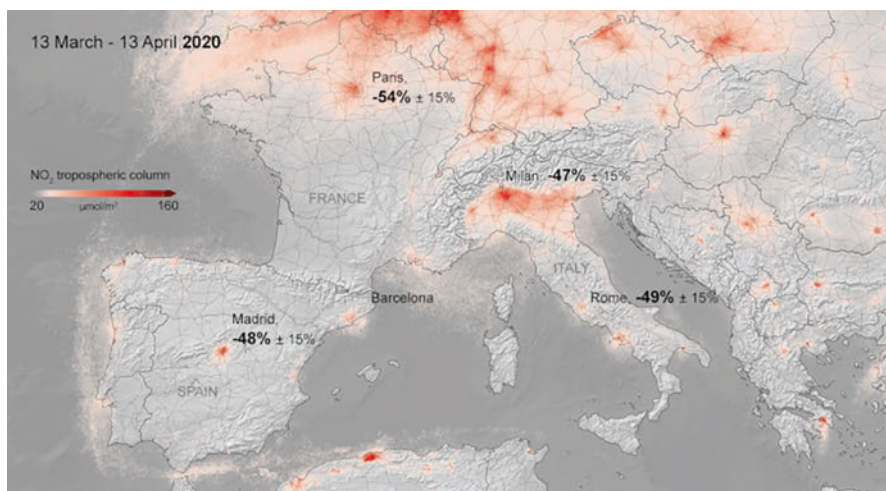 13 March - 13 April 2020
Paris,
-54% ± 15%
NO₂ tropospheric column
20 μmol/m² 160
FRANCE
Milan, -47% ± 15%
ITALY
Barcelona
Rome, -49% ± 15%
Madrid,
-48% ± 15%
SPAIN